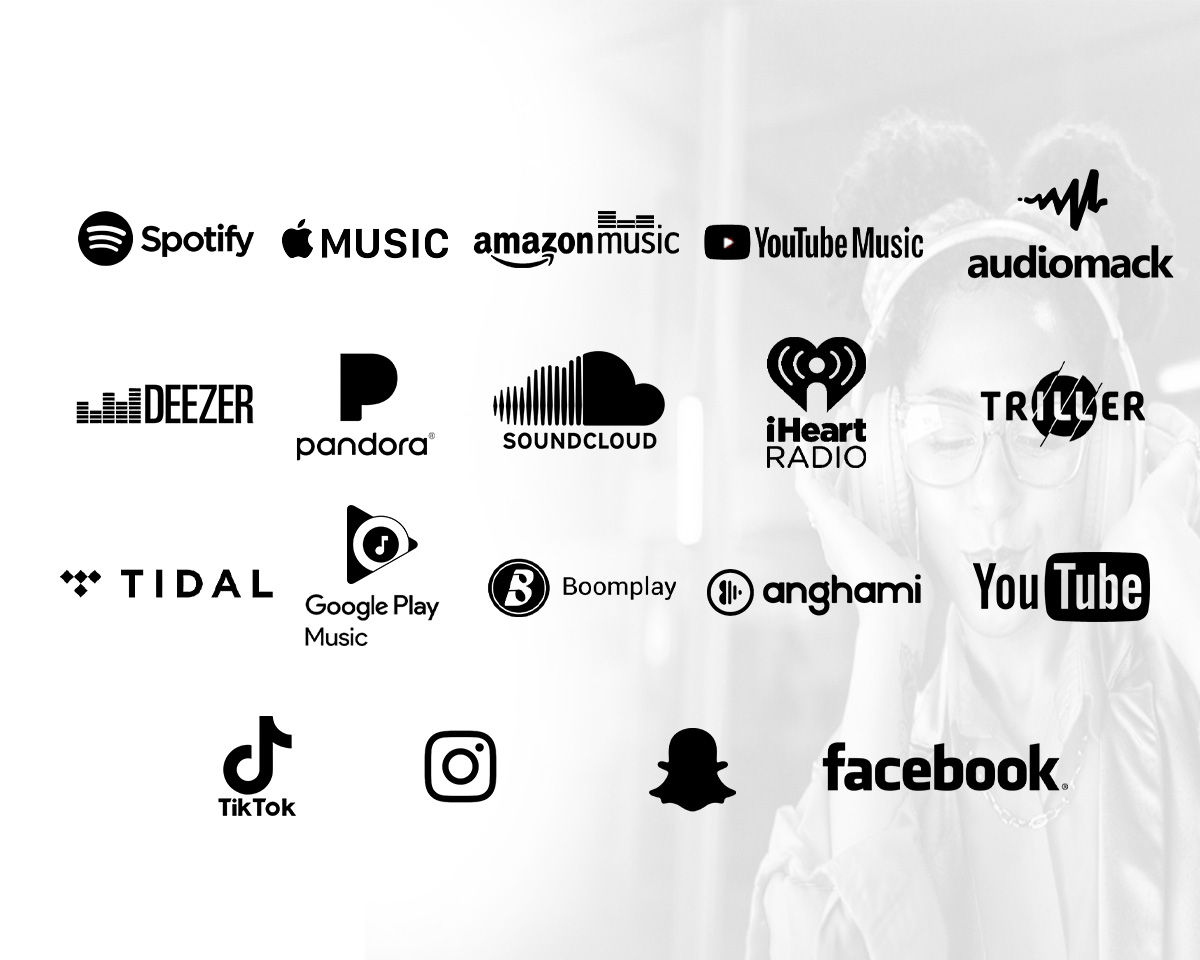 Spotify
MUSIC
amazon music
YouTube Music
audiomack
DEEZER
pandora®
SOUNDCLOUD
iHeart
RADIO
TRILLER
TIDAL
Google Play
Music
B Boomplay
anghami
YouTube
TikTok
facebook®